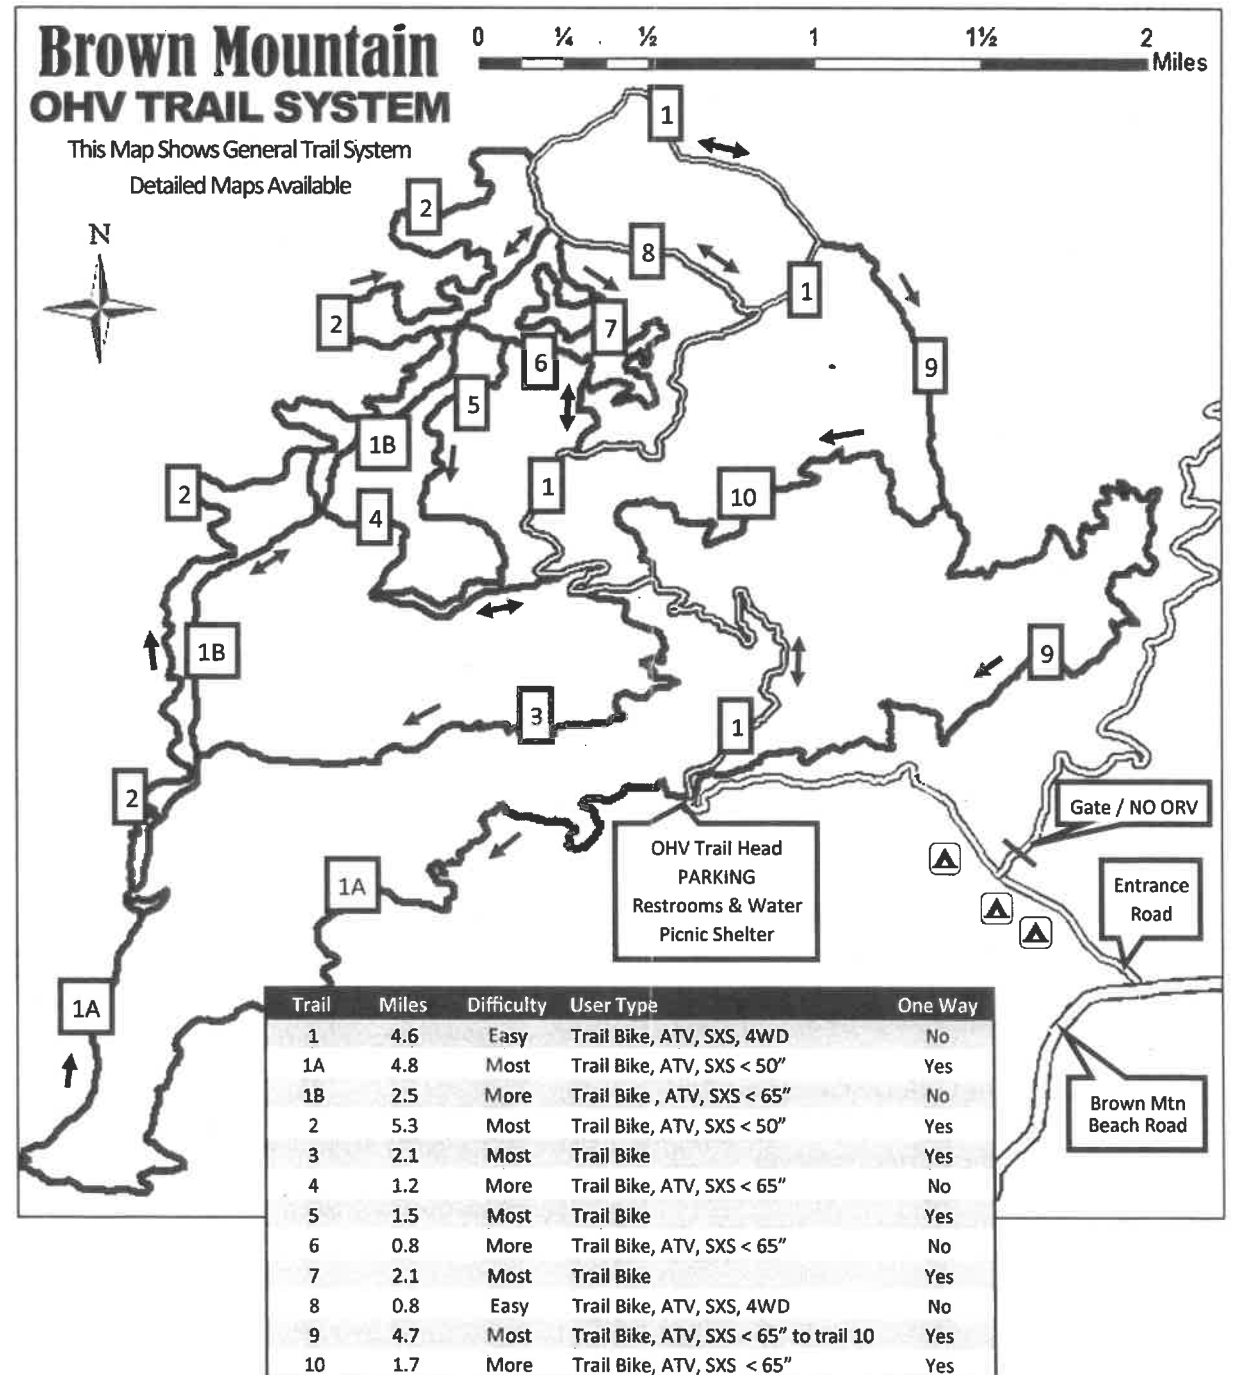 Brown Mountain
OHV TRAIL SYSTEM
This Map Shows General Trail System
Detailed Maps Available
0 ¼ ½ 1 1½ 2
Miles
N
1
2
8
1
2
7
6
9
5
1B
2
1
10
4
1B
9
3
1
2
Gate / NO ORV
OHV Trail Head
PARKING
Restrooms & Water
Picnic Shelter
1A
Entrance
Road
1A
Brown Mtn
Beach Road
Trail Miles Difficulty User Type One Way
1 4.6 Easy Trail Bike, ATV, SXS, 4WD No
1A 4.8 Most Trail Bike, ATV, SXS < 50” Yes
1B 2.5 More Trail Bike , ATV, SXS < 65” No
2 5.3 Most Trail Bike, ATV, SXS < 50” Yes
3 2.1 Most Trail Bike Yes
4 1.2 More Trail Bike, ATV, SXS < 65” No
5 1.5 Most Trail Bike Yes
6 0.8 More Trail Bike, ATV, SXS < 65” No
7 2.1 Most Trail Bike Yes
8 0.8 Easy Trail Bike, ATV, SXS, 4WD No
9 4.7 Most Trail Bike, ATV, SXS < 65” to trail 10 Yes
10 1.7 More Trail Bike, ATV, SXS < 65” Yes